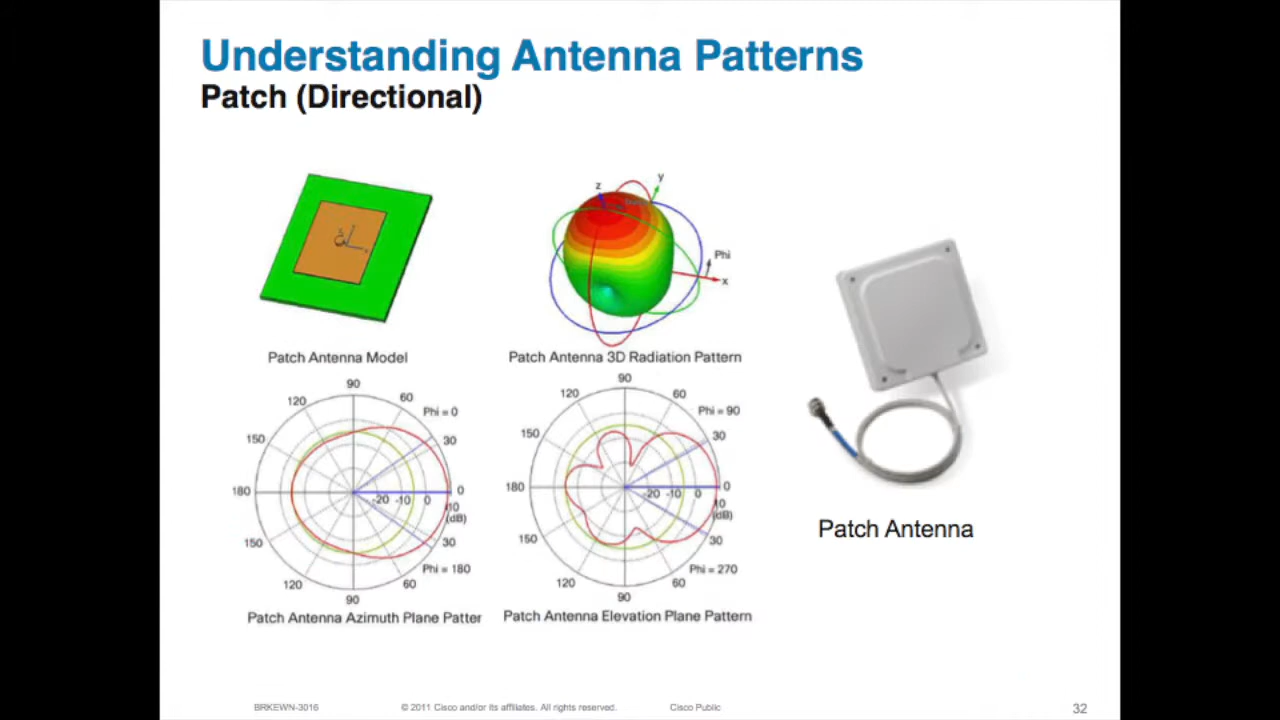 Understanding Antenna Patterns
Patch (Directional)
z
y
Phi
x
Patch Antenna Model
Patch Antenna 3D Radiation Pattern
90
120
60
Phi = 0
150
30
180
-20 -10 0
0
10
(dB)
150
30
Phi = 180
120
60
90
Patch Antenna Azimuth Plane Patter
90
120
60
Phi = 90
150
30
180
-20 -10 0
0
10
(dB)
150
30
Phi = 270
120
60
90
Patch Antenna Elevation Plane Pattern
Patch Antenna
BRKEWN-3016
© 2011 Cisco and/or its affiliates. All rights reserved.
Cisco Public
32